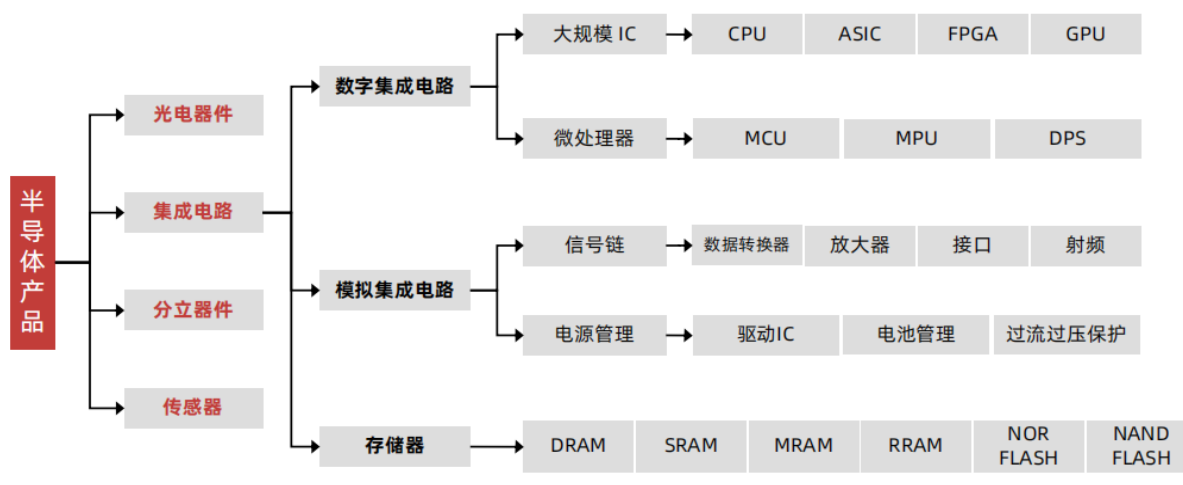 半导体产品
光电器件
集成电路
分立器件
传感器
数字集成电路
大规模 IC
CPU
ASIC
FPGA
GPU
微处理器
MCU
MPU
DPS
模拟集成电路
信号链
数据转换器
放大器
接口
射频
电源管理
驱动IC
电池管理
过流过压保护
存储器
DRAM
SRAM
MRAM
RRAM
NOR
FLASH
NAND
FLASH